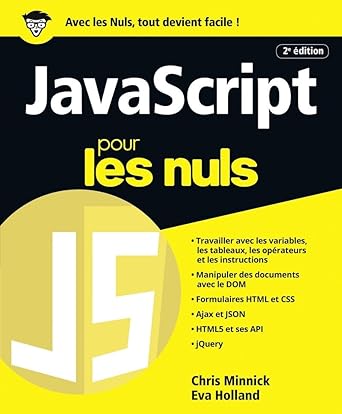 Avec les Nuls, tout devient facile !
2e édition
JavaScript
pour
les nuls
JS
• Travailler avec les variables,
les tableaux, les opérateurs
et les instructions
• Manipuler des documents
avec le DOM
• Formulaires HTML et CSS
• Ajax et JSON
• HTML5 et ses API
• jQuery
Chris Minnick
Eva Holland